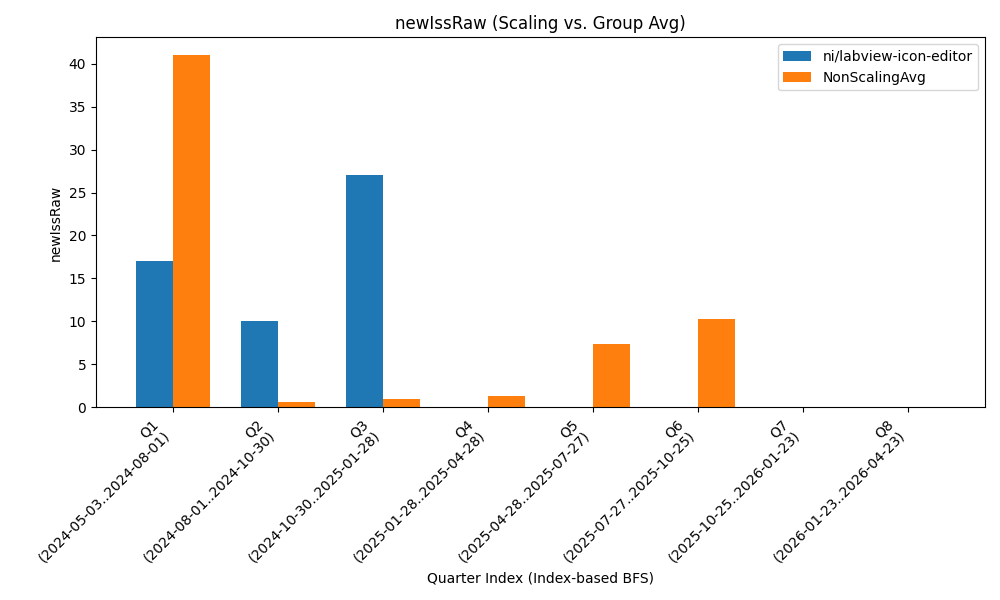 newIssRaw (Scaling vs. Group Avg)
ni/labview-icon-editor
NonScalingAvg
newIssRaw
40
35
30
25
20
15
10
5
0
Q1
(2024-05-03..2024-08-01)
Q2
(2024-08-01..2024-10-30)
Q3
(2024-10-30..2025-01-28)
Q4
(2025-01-28..2025-04-28)
Q5
(2025-04-28..2025-07-27)
Q6
(2025-07-27..2025-10-25)
Q7
(2025-10-25..2026-01-23)
Q8
(2026-01-23..2026-04-23)
Quarter Index (Index-based BFS)